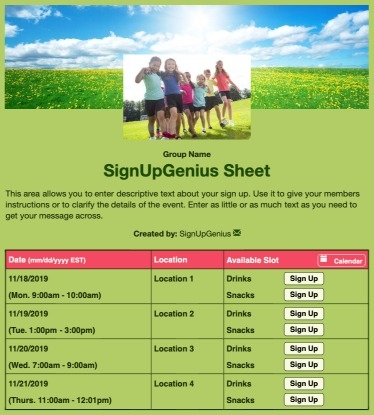 Group Name
SignUpGenius Sheet
This area allows you to enter descriptive text about your sign up. Use it to give your members
instructions or to clarify the details of the event. Enter as little or as much text as you need to
get your message across.
Created by: SignUpGenius
Date (mm/dd/yyyy EST) Location Available Slot Calendar
11/18/2019 Location 1 Drinks Sign Up
(Mon. 9:00am - 10:00am) Snacks Sign Up
11/19/2019 Location 2 Drinks Sign Up
(Tue. 1:00pm - 3:00pm) Snacks Sign Up
11/20/2019 Location 3 Drinks Sign Up
(Wed. 7:00am - 9:00am) Snacks Sign Up
11/21/2019 Location 4 Drinks Sign Up
(Thurs. 11:00am - 12:01pm) Snacks Sign Up